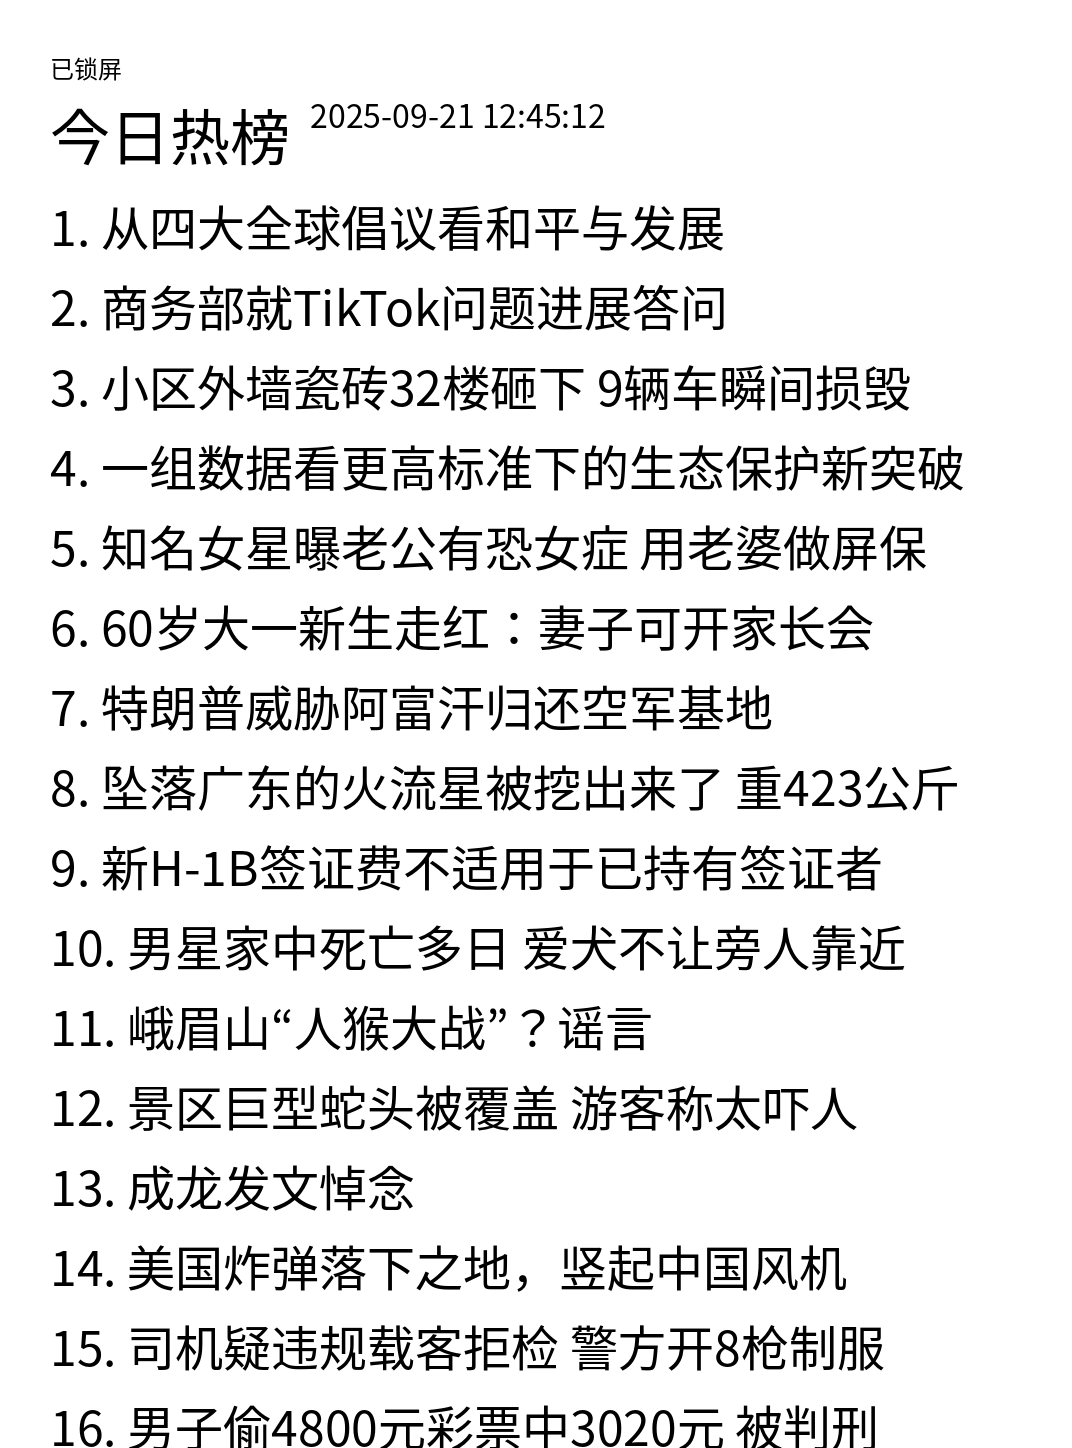 已锁屏
今日热榜 2025-09-21 12:45:12
1. 从四大全球倡议看和平与发展
2. 商务部就TikTok问题进展答问
3. 小区外墙瓷砖32楼砸下 9辆车瞬间损毁
4. 一组数据看更高标准下的生态保护新突破
5. 知名女星曝老公有恐女症 用老婆做屏保
6. 60岁大一新生走红：妻子可开家长会
7. 特朗普威胁阿富汗归还空军基地
8. 坠落广东的火流星被挖出来了 重423公斤
9. 新H-1B签证费不适用于已持有签证者
10. 男星家中死亡多日 爱犬不让旁人靠近
11. 峨眉山“人猴大战”？谣言
12. 景区巨型蛇头被覆盖 游客称太吓人
13. 成龙发文悼念
14. 美国炸弹落下之地，竖起中国风机
15. 司机疑违规载客拒检 警方开8枪制服
16. 男子偷4800元彩票中3020元 被判刑